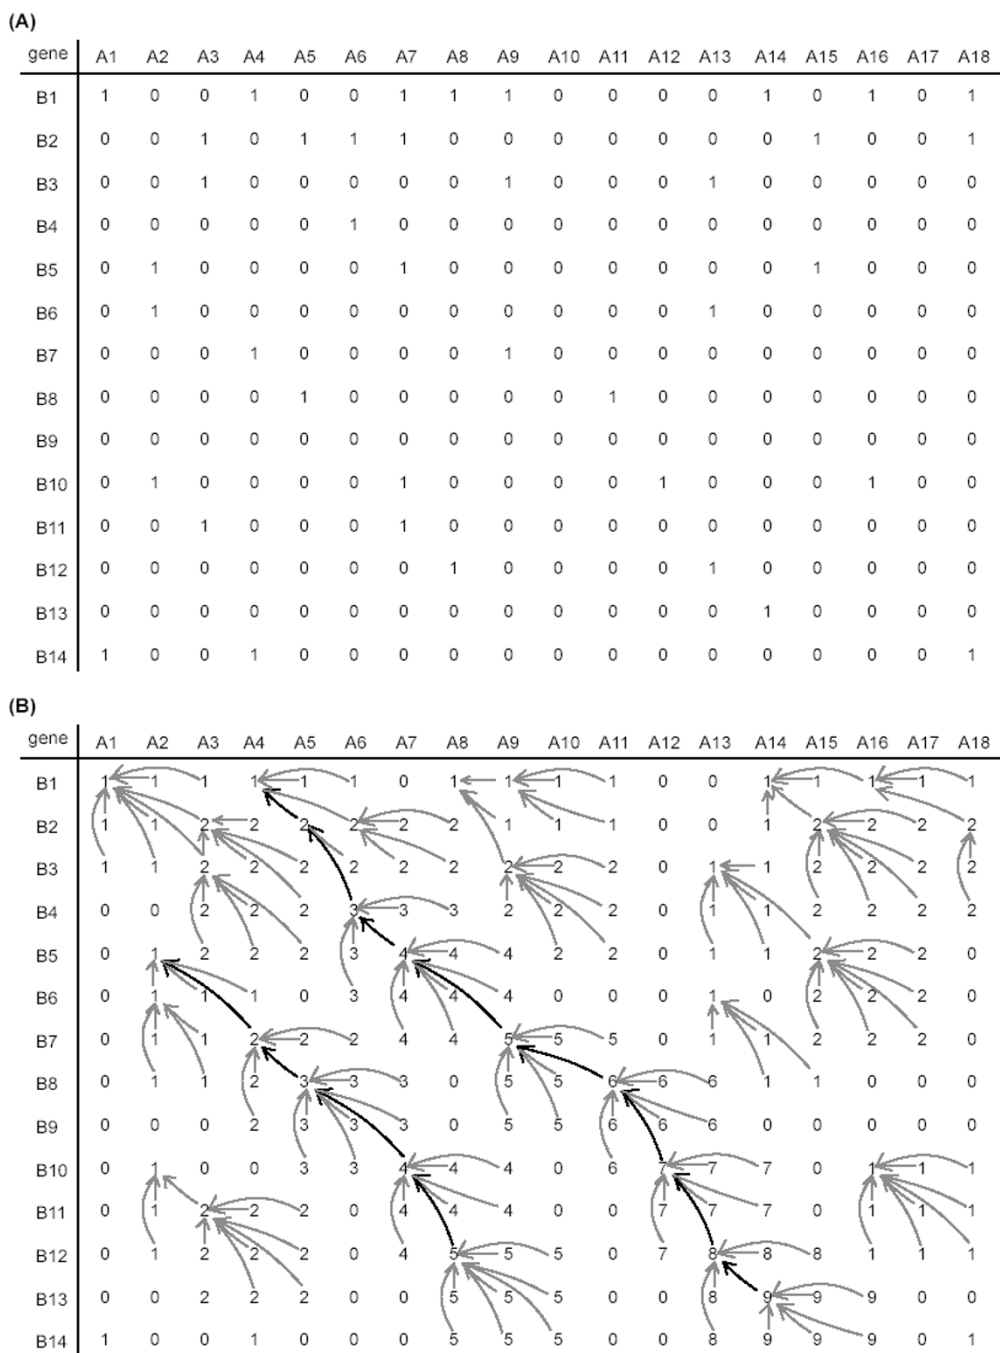 (A)
gene A1 A2 A3 A4 A5 A6 A7 A8 A9 A10 A11 A12 A13 A14 A15 A16 A17 A18
B1 1 0 0 1 0 0 1 1 1 0 0 0 0 1 0 1 0 1
B2 0 0 1 0 1 1 1 0 0 0 0 0 0 0 1 0 0 1
B3 0 0 1 0 0 0 0 0 1 0 0 0 1 0 0 0 0 0
B4 0 0 0 0 0 1 0 0 0 0 0 0 0 0 0 0 0 0
B5 0 1 0 0 0 0 1 0 0 0 0 0 0 0 1 0 0 0
B6 0 1 0 0 0 0 0 0 0 0 0 0 1 0 0 0 0 0
B7 0 0 0 1 0 0 0 0 1 0 0 0 0 0 0 0 0 0
B8 0 0 0 0 1 0 0 0 0 0 1 0 0 0 0 0 0 0
B9 0 0 0 0 0 0 0 0 0 0 0 0 0 0 0 0 0 0
B10 0 1 0 0 0 0 1 0 0 0 0 1 0 0 0 1 0 0
B11 0 0 1 0 0 0 1 0 0 0 0 0 0 0 0 0 0 0
B12 0 0 0 0 0 0 0 1 0 0 0 0 1 0 0 0 0 0
B13 0 0 0 0 0 0 0 0 0 0 0 0 0 1 0 0 0 0
B14 1 0 0 1 0 0 0 0 0 0 0 0 0 0 0 0 0 1
(B)
gene A1 A2 A3 A4 A5 A6 A7 A8 A9 A10 A11 A12 A13 A14 A15 A16 A17 A18
B1 1 1 1 1 1 1 0 1 1 1 1 0 0 1 1 1 1 1
B2 1 1 2 2 2 2 2 2 1 1 1 0 0 1 2 2 2 2
B3 1 1 2 2 2 2 2 2 2 2 2 0 1 1 2 2 2 2
B4 0 0 2 2 2 3 3 3 2 2 2 0 1 1 2 2 2 2
B5 0 1 2 2 2 3 4 4 4 2 2 0 1 1 2 2 2 0
B6 0 1 1 1 0 3 4 4 4 0 0 0 1 0 2 2 2 0
B7 0 1 1 2 2 2 4 4 5 5 5 0 1 1 2 2 2 0
B8 0 1 1 2 3 3 3 0 5 5 6 6 6 1 1 0 0 0
B9 0 0 0 2 3 3 3 0 5 5 6 6 6 0 0 0 0 0
B10 0 1 0 0 3 3 4 4 4 0 6 7 7 7 0 1 1 1
B11 0 1 2 2 2 0 4 4 4 0 0 7 7 7 0 1 1 1
B12 0 1 2 2 2 0 4 5 5 5 0 7 8 8 8 1 1 1
B13 0 0 2 2 2 0 0 5 5 5 0 0 8 9 9 9 0 0
B14 1 0 0 1 0 0 0 5 5 5 0 0 8 9 9 9 0 1